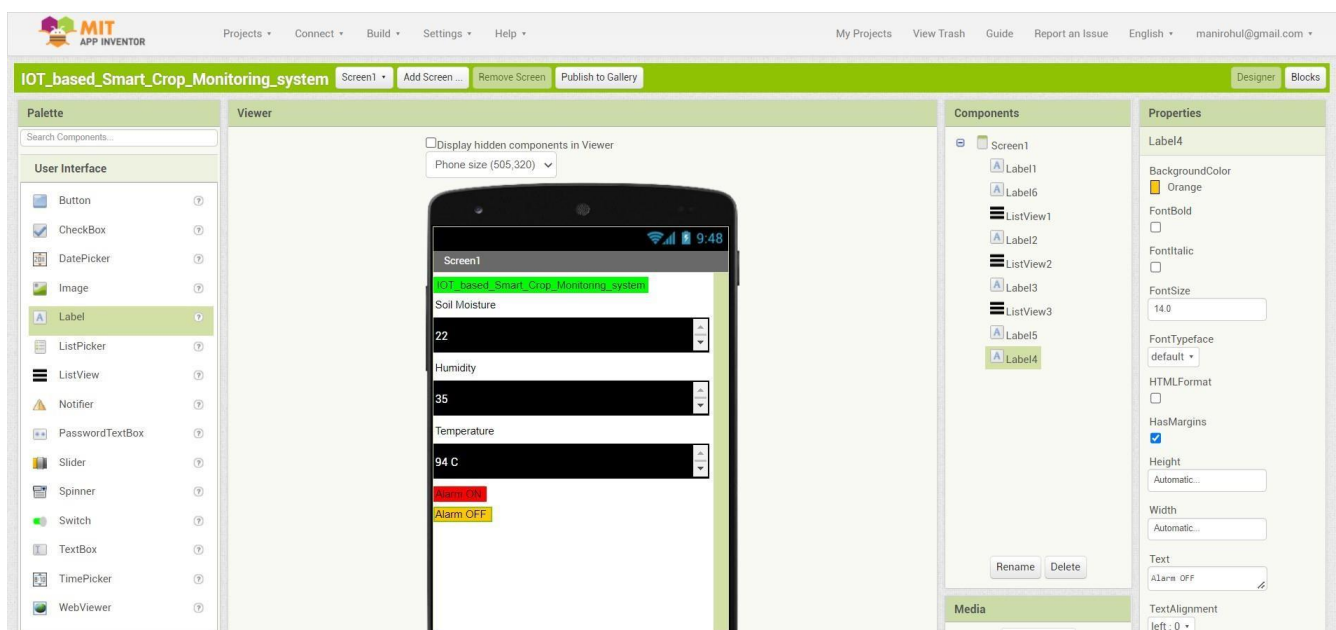 MIT
APP INVENTOR
Projects Connect Build Settings Help My Projects View Trash Guide Report an Issue English manirohul@gmail.com
IOT_based_Smart_Crop_Monitoring_system Screen1 Add Screen ... Remove Screen Publish to Gallery Designer Blocks
Palette
Search Components...
User Interface
Button
CheckBox
DatePicker
Image
Label
ListPicker
ListView
Notifier
PasswordTextBox
Slider
Spinner
Switch
TextBox
TimePicker
WebViewer
Viewer
Display hidden components in Viewer
Phone size (505,320)
9:48
Screen1
IOT_based_Smart_Crop_Monitoring_system
Soil Moisture
22
Humidity
35
Temperature
94 C
Alarm ON
Alarm OFF
Components
Screen1
Label1
Label6
ListView1
Label2
ListView2
Label3
ListView3
Label5
Label4
Rename Delete
Media
Properties
Label4
BackgroundColor
Orange
FontBold
FontItalic
FontSize
14.0
FontTypeface
default
HTMLFormat
HasMargins
Height
Automatic...
Width
Automatic...
Text
Alarm OFF
TextAlignment
left : 0